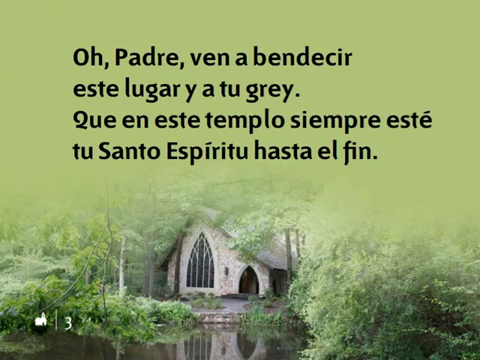 Oh, Padre, ven a bendecir
este lugar y a tu grey.
Que en este templo siempre esté
tu Santo Espíritu hasta el fin.
3